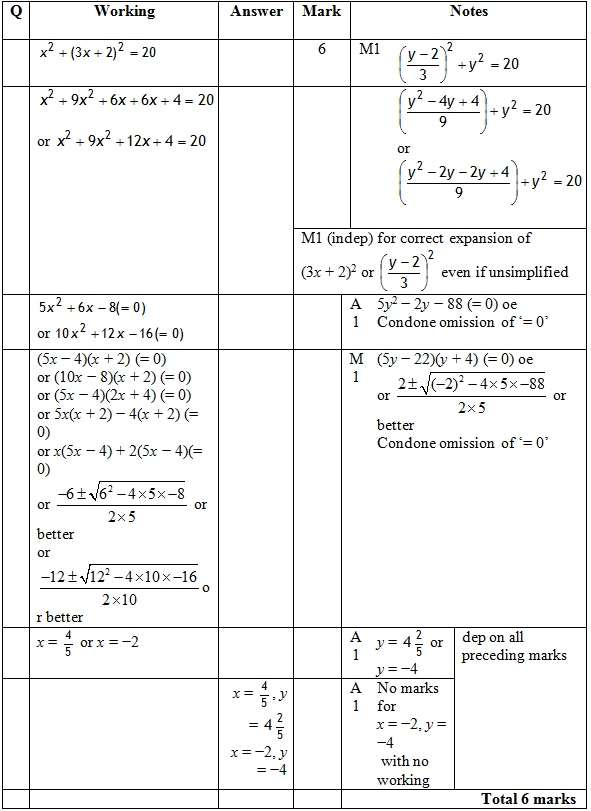 Q Working Answer Mark Notes
x² + (3x + 2)² = 20 6 M1 ((y − 2)/3)² + y² = 20
x² + 9x² + 6x + 6x + 4 = 20
or x² + 9x² + 12x + 4 = 20
((y² − 4y + 4)/9) + y² = 20
or
((y² − 2y − 2y + 4)/9) + y² = 20
M1 (indep) for correct expansion of
(3x + 2)² or ((y − 2)/3)² even if unsimplified
5x² + 6x − 8(= 0)
or 10x² + 12x − 16(= 0)
A 5y² − 2y − 88 (= 0) oe
1 Condone omission of ‘= 0’
(5x − 4)(x + 2) (= 0)
or (10x − 8)(x + 2) (= 0)
or (5x − 4)(2x + 4) (= 0)
or 5x(x + 2) − 4(x + 2) (=
0)
or x(5x − 4) + 2(5x − 4)(=
0)
or (−6 ± √(6² − 4 × 5 × −8))/(2 × 5) or
better
or
(−12 ± √(12² − 4 × 10 × −16))/(2 × 10) o
r better
M (5y − 22)(y + 4) (= 0) oe
1 or (2 ± √((−2)² − 4 × 5 × −88))/(2 × 5) or
better
Condone omission of ‘= 0’
x = 4/5 or x = −2
A y = 4 2/5 or
1 y = −4
dep on all
preceding marks
x = 4/5, y
= 4 2/5
x = −2, y
= −4
A No marks
1 for
x = −2, y =
−4
with no
working
Total 6 marks